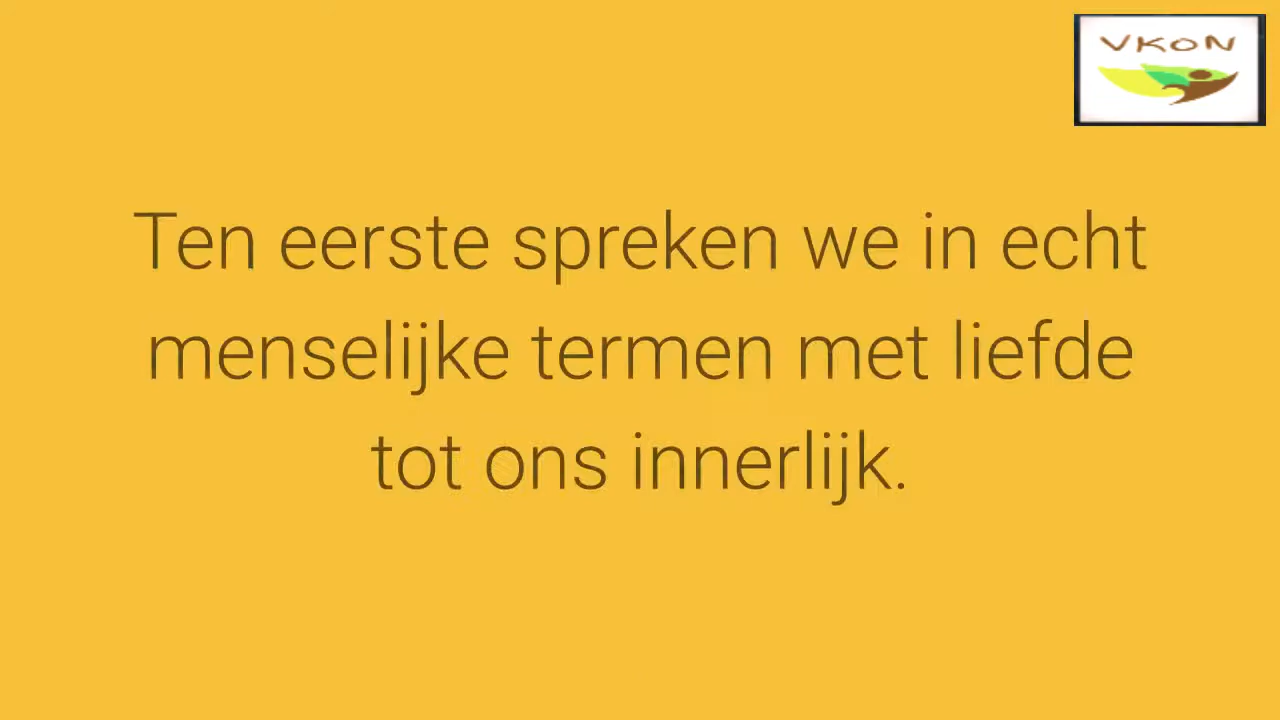 VKON
Ten eerste spreken we in echt
menselijke termen met liefde
tot ons innerlijk.